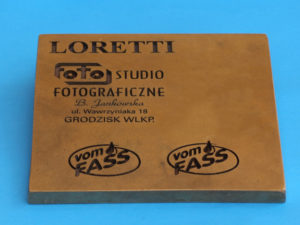 LORETTI
Foto STUDIO
FOTOGRAFICZNE
B. Jankowska
ul. Wawrzyniaka 18
GRODZISK WLKP.
vom FASS
vom FASS